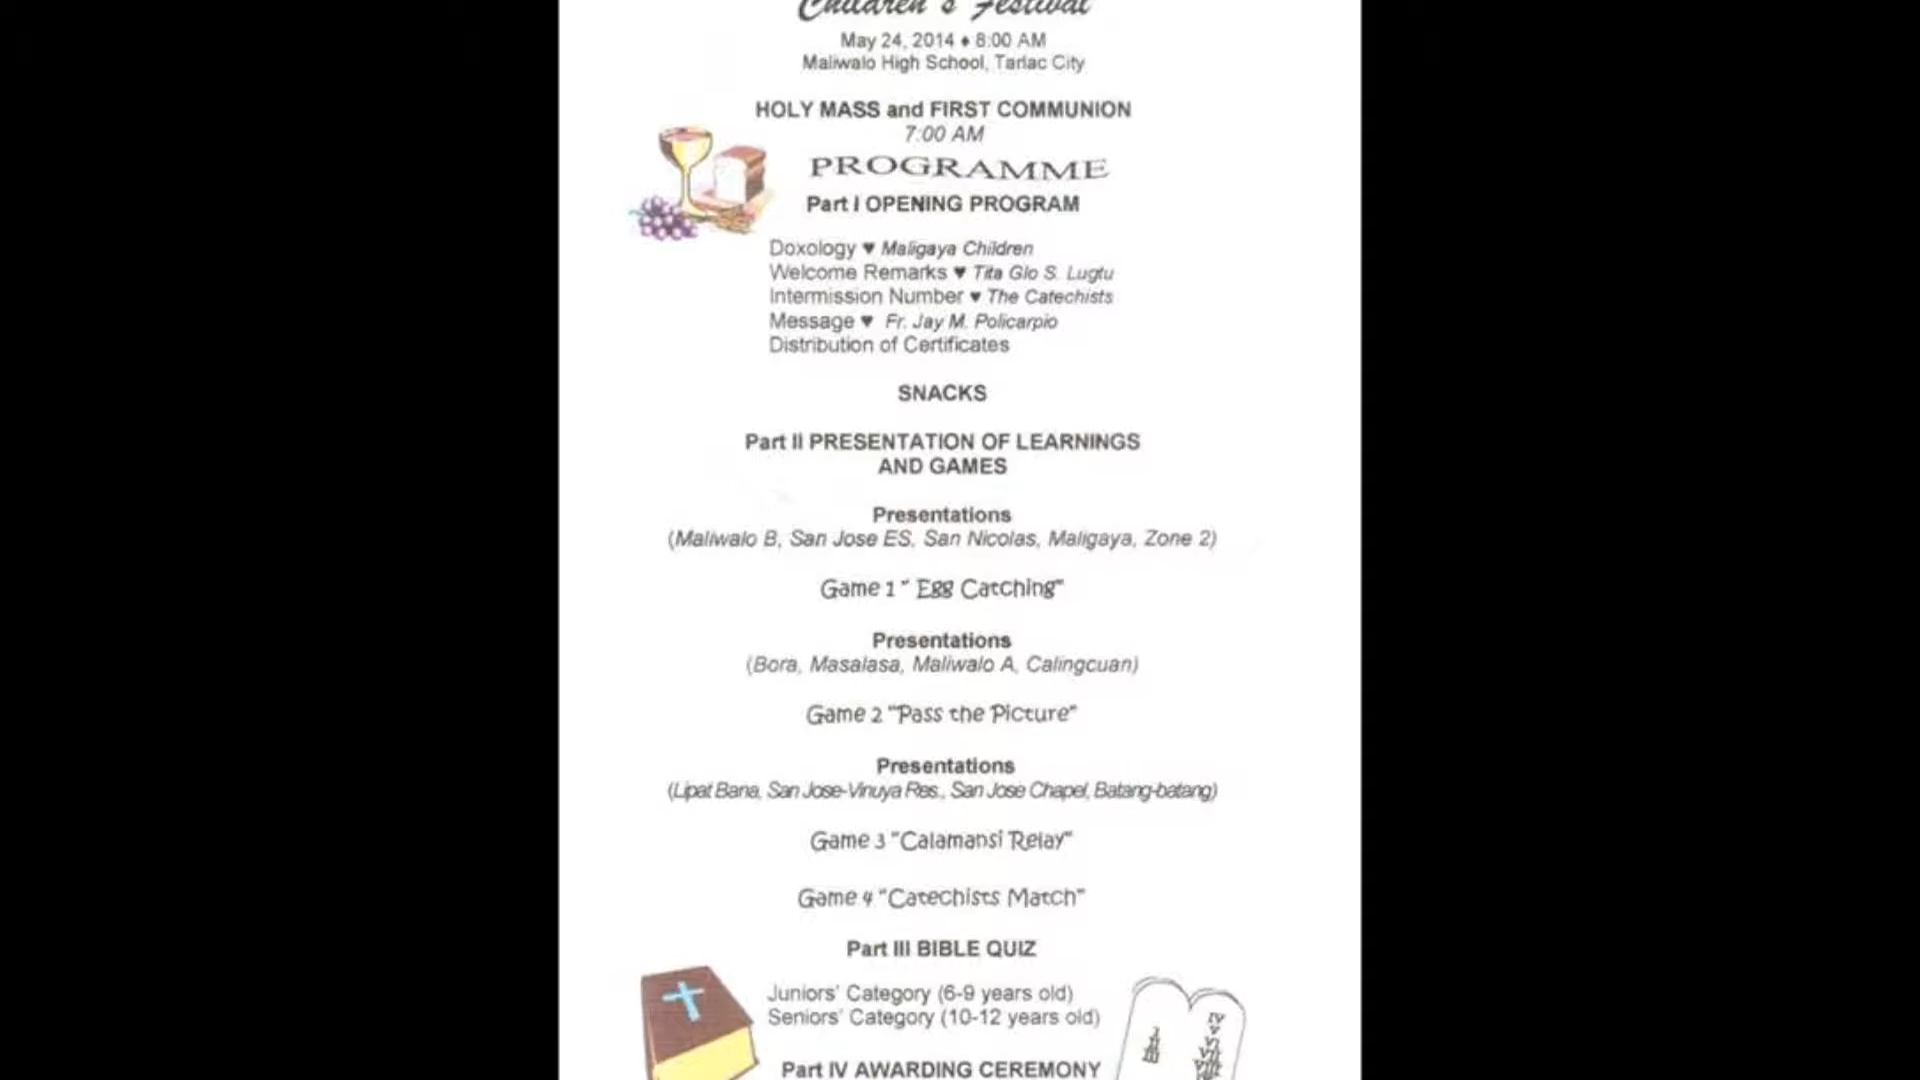 Children's Festival
May 24, 2014 ♦ 8:00 AM
Maliwalo High School, Tarlac City
HOLY MASS and FIRST COMMUNION
7:00 AM
PROGRAMME
Part I OPENING PROGRAM
Doxology ♥ Maligaya Children
Welcome Remarks ♥ Tita Glo S. Lugtu
Intermission Number ♥ The Catechists
Message ♥ Fr. Jay M. Policarpio
Distribution of Certificates
SNACKS
Part II PRESENTATION OF LEARNINGS
AND GAMES
Presentations
(Maliwalo B, San Jose ES, San Nicolas, Maligaya, Zone 2)
Game 1 " Egg Catching"
Presentations
(Bora, Masalasa, Maliwalo A, Calingcuan)
Game 2 "Pass the Picture"
Presentations
(Lipat Bana, San Jose-Vinuya Res., San Jose Chapel, Batang-batang)
Game 3 "Calamansi Relay"
Game 4 "Catechists Match"
Part III BIBLE QUIZ
Juniors' Category (6-9 years old)
Seniors' Category (10-12 years old)
Part IV AWARDING CEREMONY